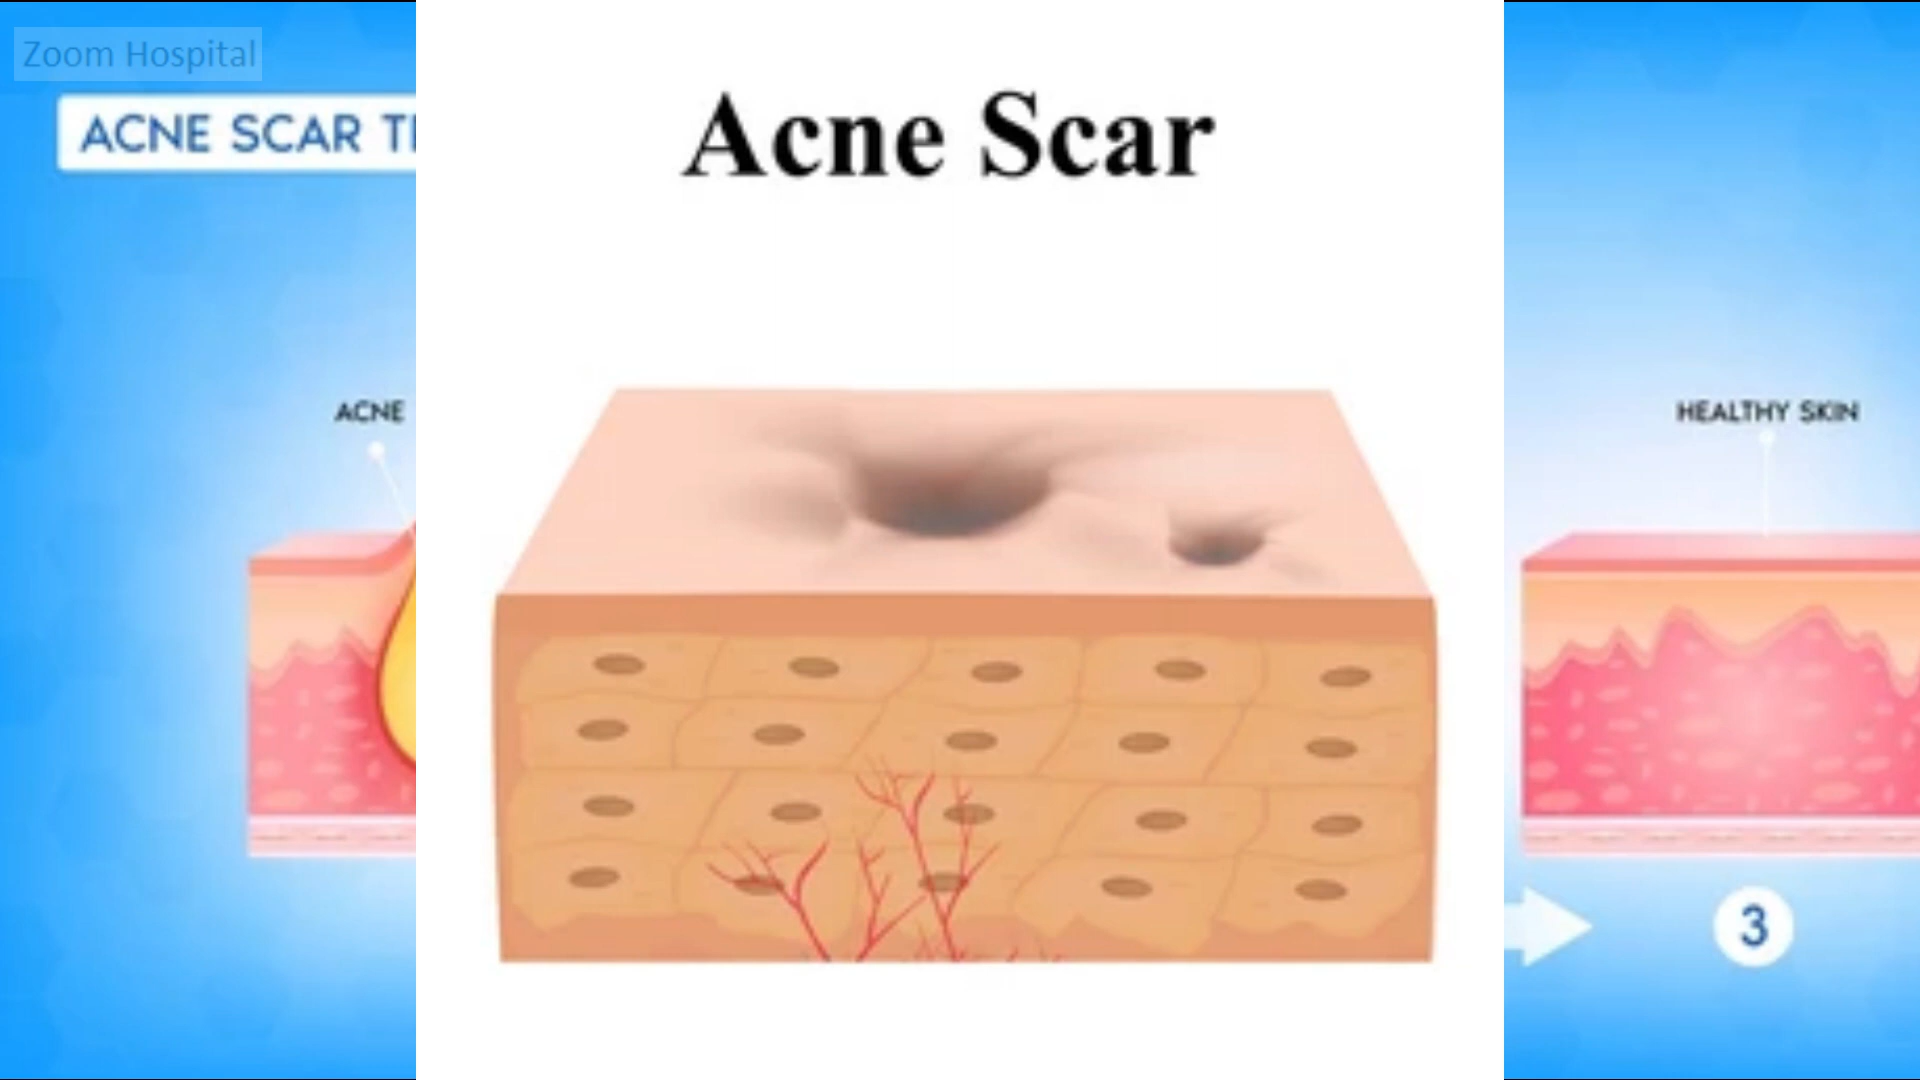 Zoom Hospital
ACNE SCAR
Acne Scar
ACNE
HEALTHY SKIN
3